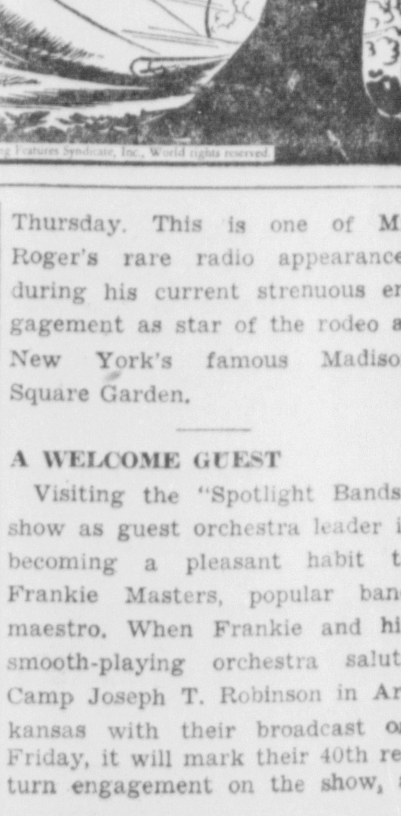 ng Features Syndicate, Inc., World rights reserved.
Thursday. This is one of M
Roger's rare radio appearance
during his current strenuous en
gagement as star of the rodeo a
New York's famous Madiso
Square Garden.
A WELCOME GUEST
Visiting the "Spotlight Bands
show as guest orchestra leader i
becoming a pleasant habit t
Frankie Masters, popular ban
maestro. When Frankie and hi
smooth-playing orchestra salut
Camp Joseph T. Robinson in Ar
kansas with their broadcast o
Friday, it will mark their 40th re
turn engagement on the show,